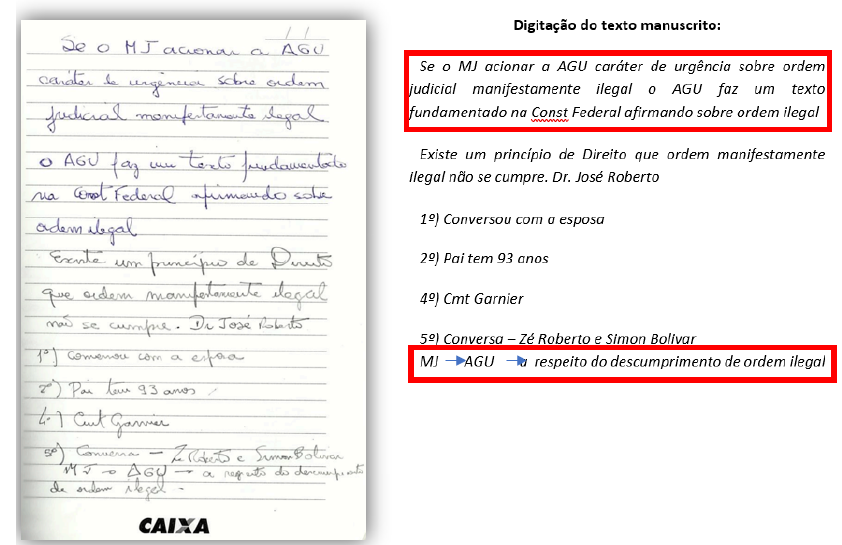 Se o MJ acionar a AGU
caráter de urgência sobre ordem
judicial manifestamente ilegal
o AGU faz um texto fundamentado
na Const Federal afirmando sobre
ordem ilegal
Existe um princípio de Direito
que ordem manifestamente ilegal
não se cumpre. Dr José Roberto
1º) Conversou com a esposa
2º) Pai tem 93 anos
4º) Cmt Garnier
5º) Conversa – Zé Roberto e Simon Bolivar
MJ → AGU → a respeito do descumprimento
de ordem ilegal -
CAIXA
Digitação do texto manuscrito:
Se o MJ acionar a AGU caráter de urgência sobre ordem
judicial manifestamente ilegal o AGU faz um texto
fundamentado na Const Federal afirmando sobre ordem ilegal
Existe um princípio de Direito que ordem manifestamente
ilegal não se cumpre. Dr. José Roberto
1º) Conversou com a esposa
2º) Pai tem 93 anos
4º) Cmt Garnier
5º) Conversa – Zé Roberto e Simon Bolivar
MJ → AGU → a respeito do descumprimento de ordem ilegal